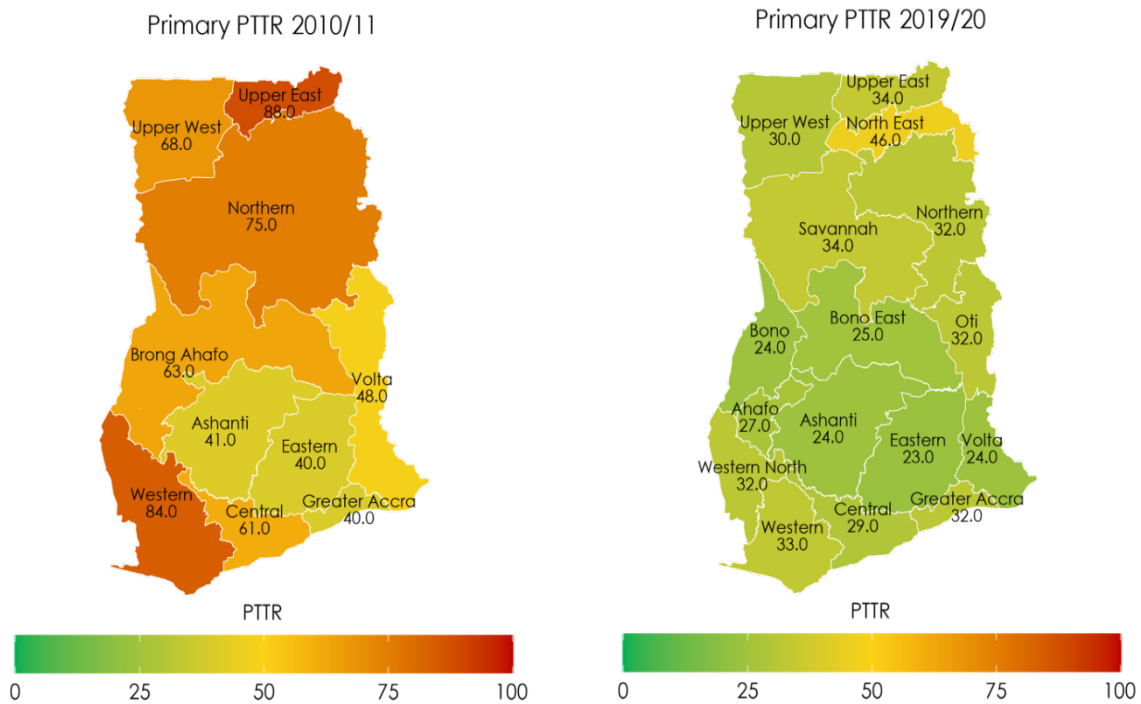 Primary PTTR 2010/11
Upper East
88.0
Upper West
68.0
Northern
75.0
Brong Ahafo
63.0
Volta
48.0
Ashanti
41.0
Eastern
40.0
Western
84.0
Central
61.0
Greater Accra
40.0
PTTR
0 25 50 75 100
Primary PTTR 2019/20
Upper East
34.0
Upper West
30.0
North East
46.0
Northern
32.0
Savannah
34.0
Bono East
25.0
Oti
32.0
Bono
24.0
Ahafo
27.0
Ashanti
24.0
Eastern
23.0
Volta
24.0
Western North
32.0
Greater Accra
32.0
Central
29.0
Western
33.0
PTTR
0 25 50 75 100